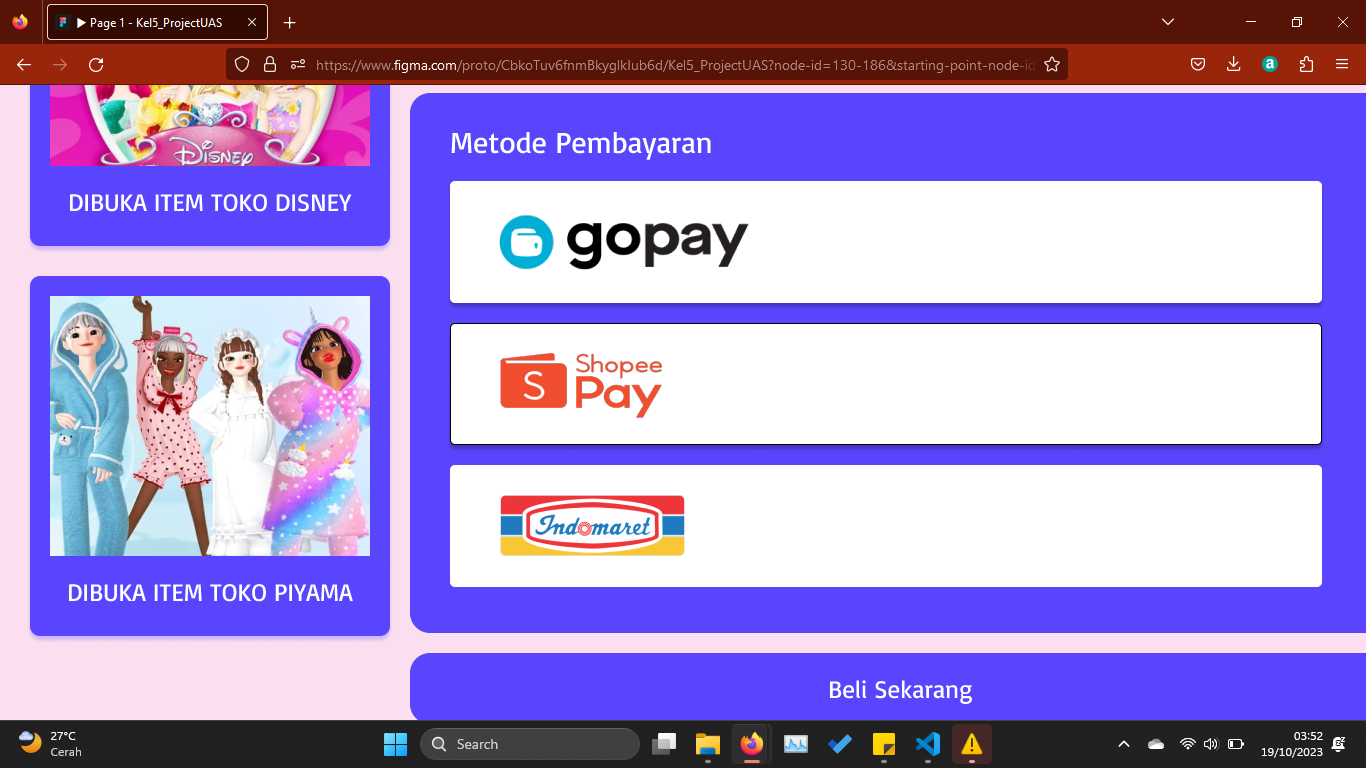 Page 1 - Kel5_ProjectUAS
https://www.figma.com/proto/CbkoTuv6fnmBkyglkIub6d/Kel5_ProjectUAS?node-id=130-186&starting-point-node-id
Disney
DIBUKA ITEM TOKO DISNEY
DIBUKA ITEM TOKO PIYAMA
Metode Pembayaran
gopay
S
Shopee
Pay
Indomaret
Beli Sekarang
27°C
Cerah
Search
03:52
19/10/2023